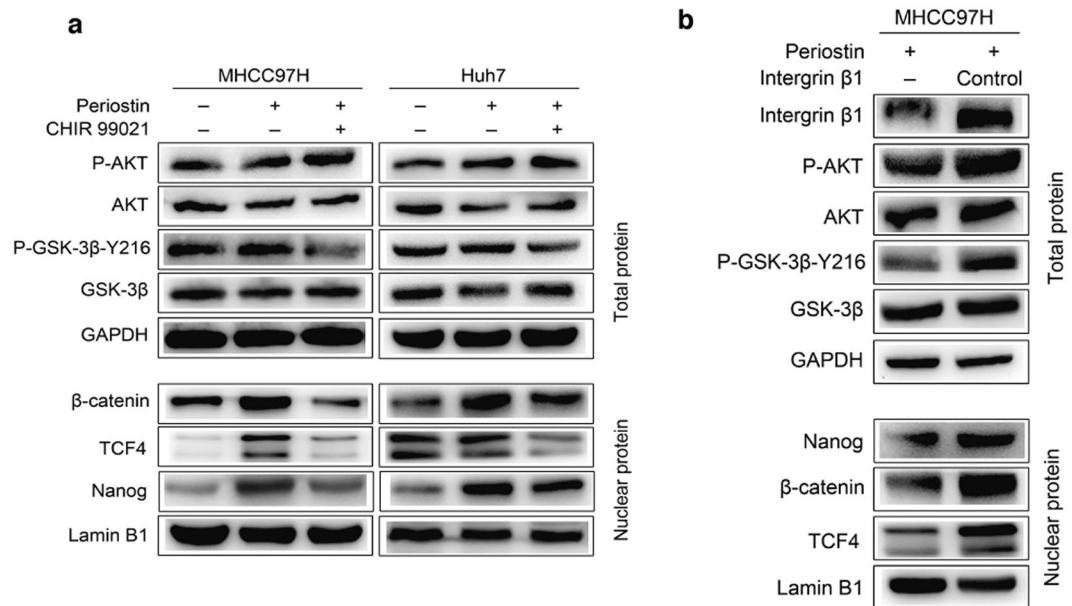 a
MHCC97H Huh7
Periostin – + + – + +
CHIR 99021 – – + – – +
P-AKT
AKT
P-GSK-3β-Y216
GSK-3β
GAPDH
Total protein
β-catenin
TCF4
Nanog
Lamin B1
Nuclear protein
b
MHCC97H
Periostin + +
Intergrin β1 – Control
Intergrin β1
P-AKT
AKT
P-GSK-3β-Y216
GSK-3β
GAPDH
Total protein
Nanog
β-catenin
TCF4
Lamin B1
Nuclear protein